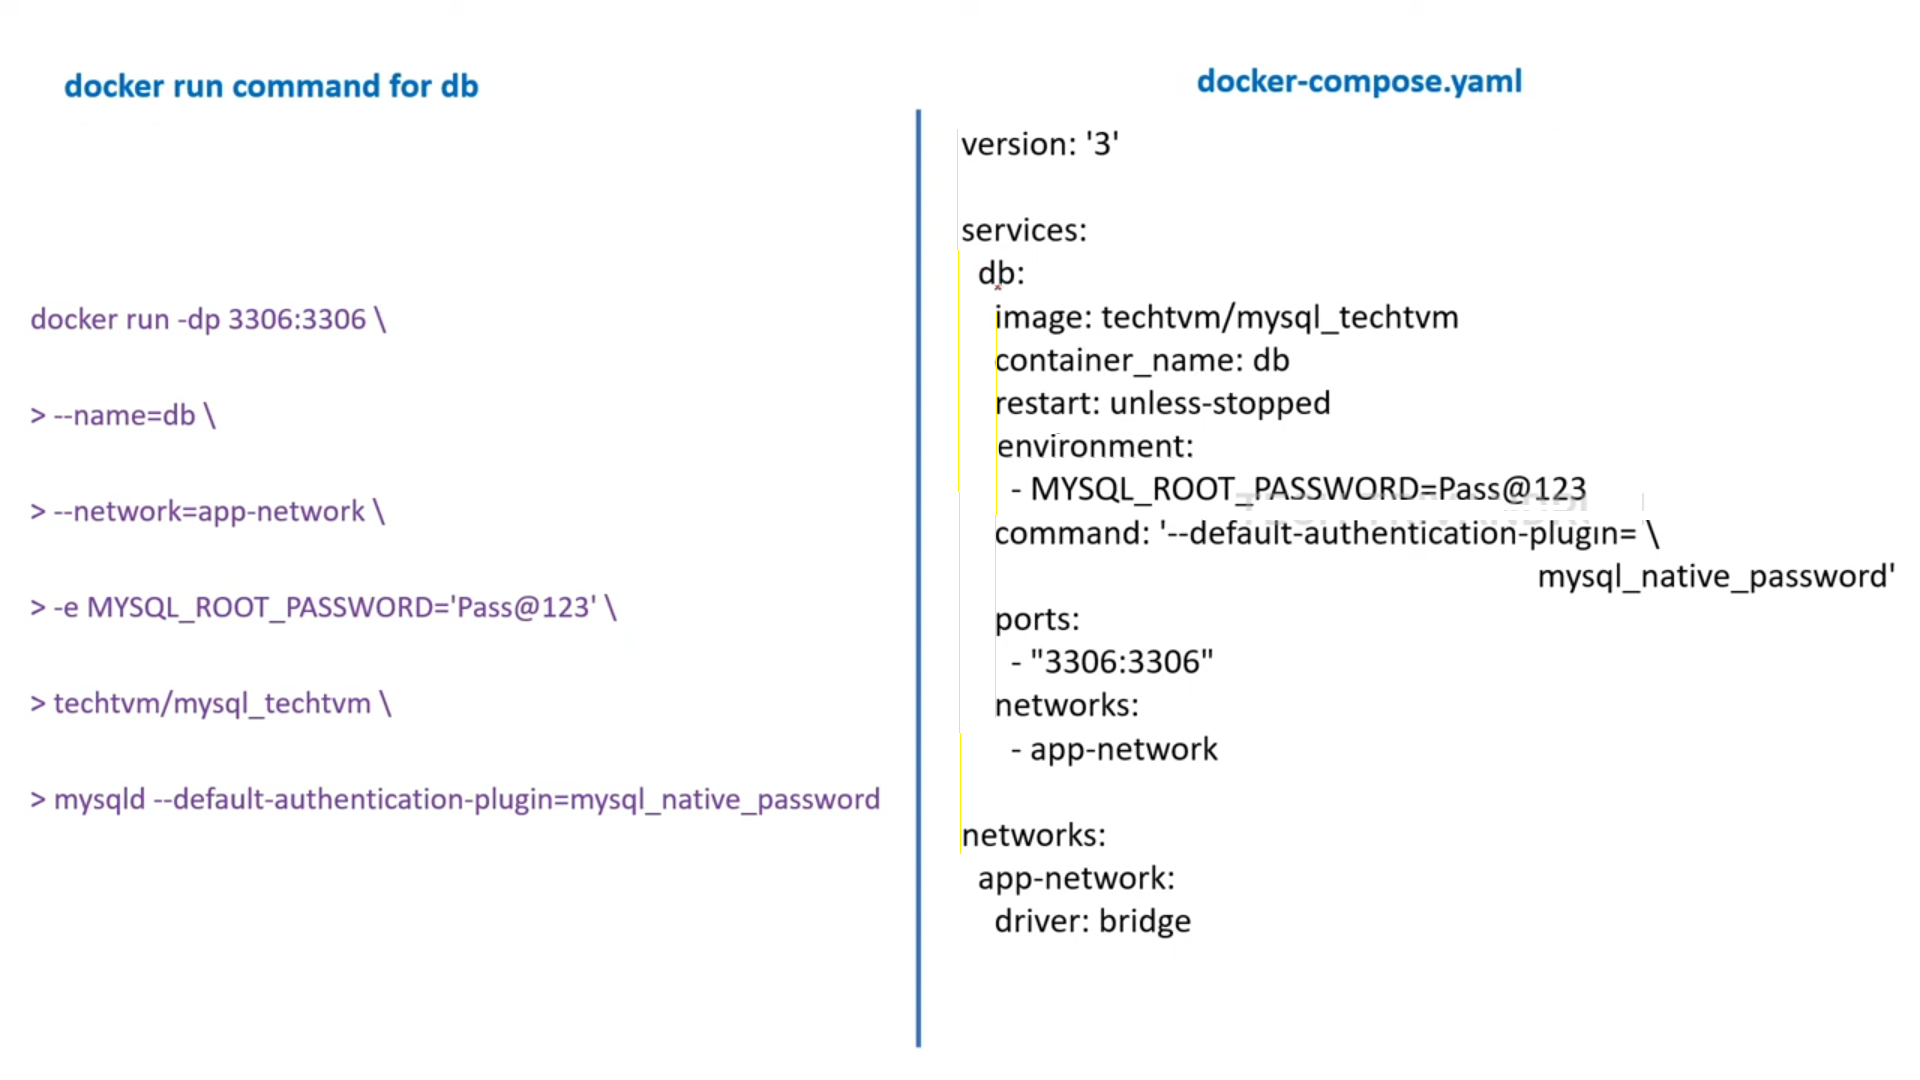 docker run command for db
docker run -dp 3306:3306 \
> --name=db \
> --network=app-network \
> -e MYSQL_ROOT_PASSWORD='Pass@123' \
> techtvm/mysql_techtvm \
> mysqld --default-authentication-plugin=mysql_native_password
docker-compose.yaml
version: '3'
services:
db:
image: techtvm/mysql_techtvm
container_name: db
restart: unless-stopped
environment:
- MYSQL_ROOT_PASSWORD=Pass@123
command: '--default-authentication-plugin= \
mysql_native_password'
ports:
- "3306:3306"
networks:
- app-network
networks:
app-network:
driver: bridge